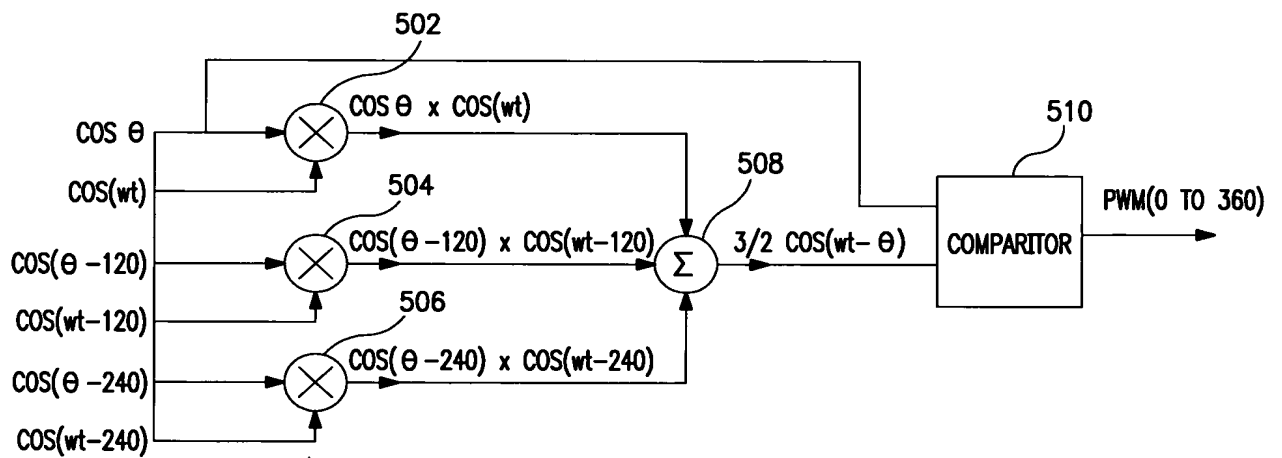 502
COS θ x COS(wt)
COS θ
510
COS(wt)
504
508
PWM(0 TO 360)
COS(θ-120) x COS(wt-120)
3/2 COS(wt-θ)
COMPARITOR
COS(θ-120)
Σ
COS(wt-120)
506
COS(θ-240) x COS(wt-240)
COS(θ-240)
COS(wt-240)